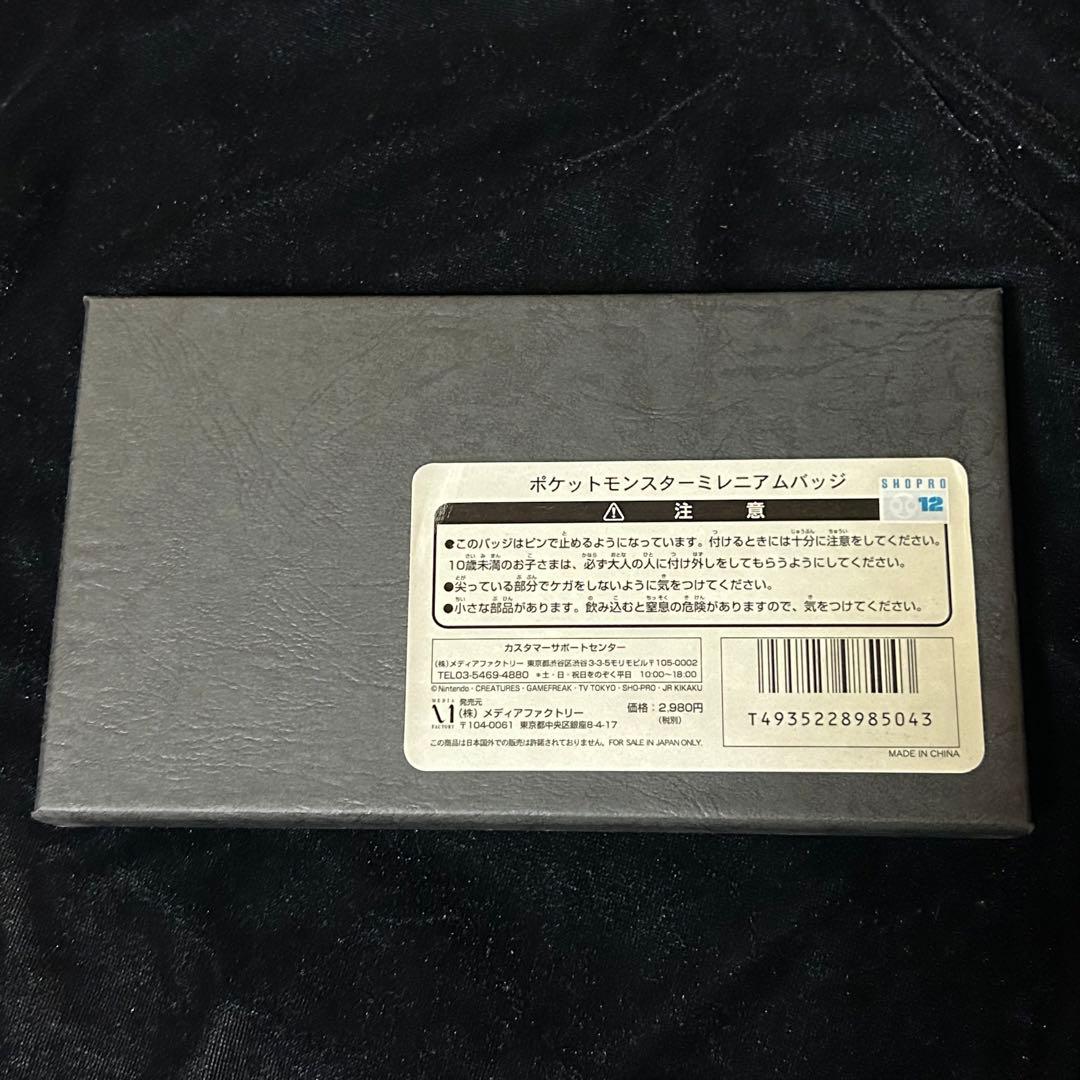 ポケットモンスターミレニアムバッジ
SHOPRO
12
⚠ 注意
●このバッジはピンで止めるようになっています。付けるときには十分に注意をしてください。
10歳未満のお子さまは、必ず大人の人に付け外しをしてもらうようにしてください。
●尖っている部分でケガをしないように気をつけてください。
●小さな部品があります。飲み込むと窒息の危険がありますので、気をつけてください。
カスタマーサポートセンター
(株)メディアファクトリー 東京都渋谷区渋谷3-3-5モリモビル〒105-0002
TEL03-5469-4880 *土・日・祝日をのぞく平日 10:00~18:00
©Nintendo・CREATURES・GAMEFREAK・TV TOKYO・SHO-PRO・JR KIKAKU
MEDIA FACTORY
発売元
(株)メディアファクトリー
〒104-0061 東京都中央区銀座8-4-17
価格:2,980円
(税別)
この商品は日本国外での販売は許諾されておりません。FOR SALE IN JAPAN ONLY.
T4935228985043
MADE IN CHINA